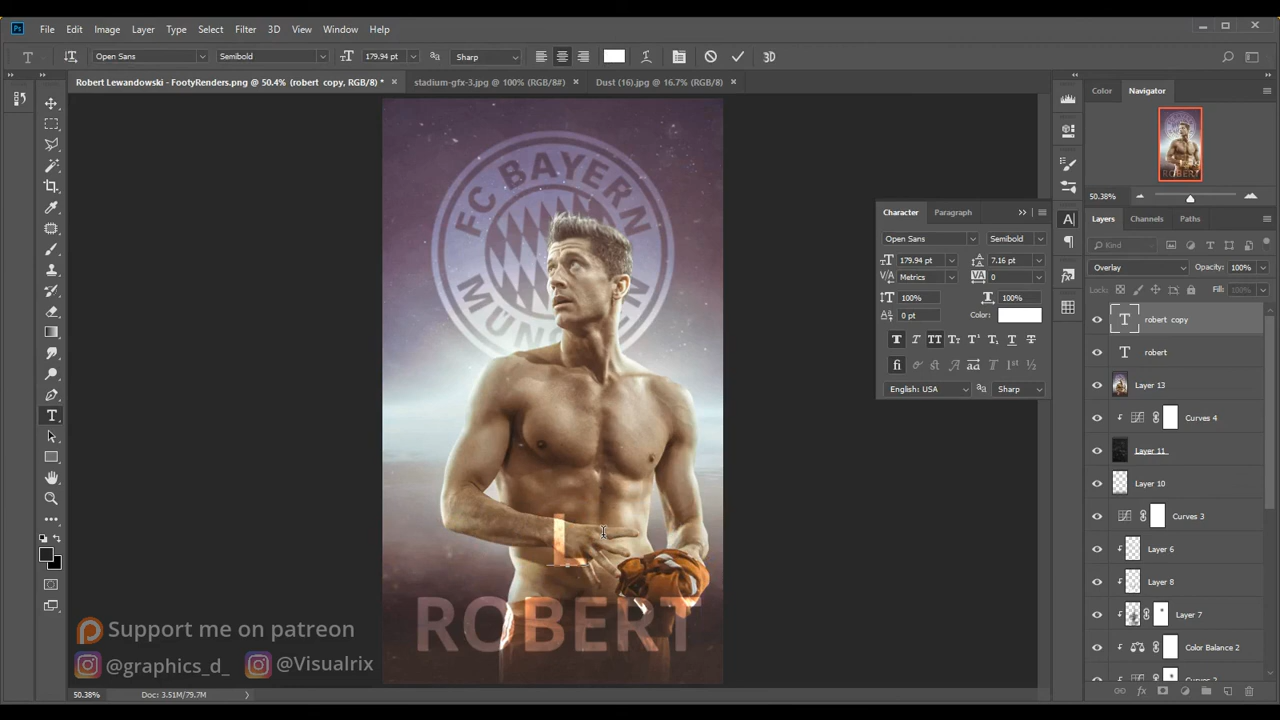 Ps File Edit Image Layer Type Select Filter 3D View Window Help
T Open Sans Semibold 179.94 pt Sharp 3D
Robert Lewandowski - FootyRenders.png @ 50.4% (robert copy, RGB/8) * stadium-gfx-3.jpg @ 100% (RGB/8#) Dust (16).jpg @ 16.7% (RGB/8)
Color Navigator
50.38%
Character Paragraph
Open Sans Semibold
179.94 pt 7.16 pt
Metrics 0
100% 100%
0 pt Color:
English: USA Sharp
Layers Channels Paths
Kind
Overlay Opacity: 100%
Lock: Fill: 100%
robert copy
robert
Layer 13
Curves 4
Layer 11
Layer 10
Curves 3
Layer 6
Layer 8
Layer 7
Color Balance 2
FC BAYERN
MÜN
L
ROBERT
Support me on patreon
@graphics_d_ @Visualrix
50.38% Doc: 3.51M/79.7M